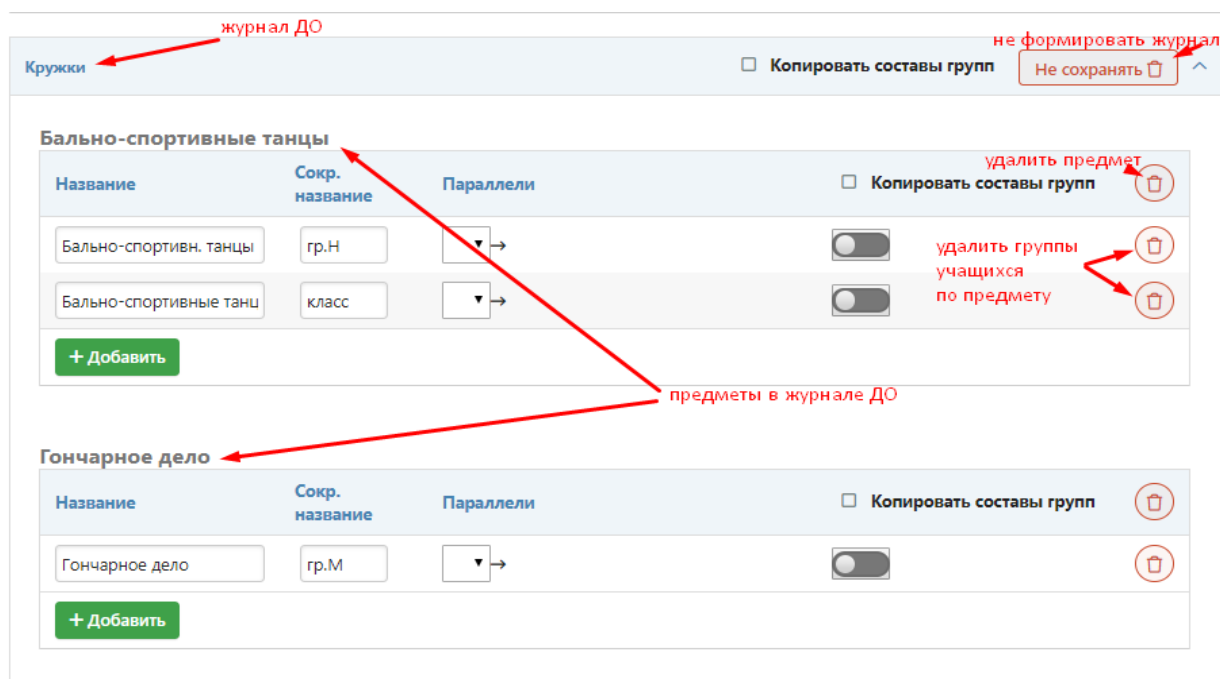 журнал ДО
не формировать журнал
Кружки
Копировать составы групп
Не сохранять
Бально-спортивные танцы
удалить предмет
Название
Сокр. название
Параллели
Копировать составы групп
Бально-спортивн. танцы
гр.Н
удалить группы
учащихся
по предмету
Бально-спортивные танц
класс
+ Добавить
предметы в журнале ДО
Гончарное дело
Название
Сокр. название
Параллели
Копировать составы групп
Гончарное дело
гр.М
+ Добавить